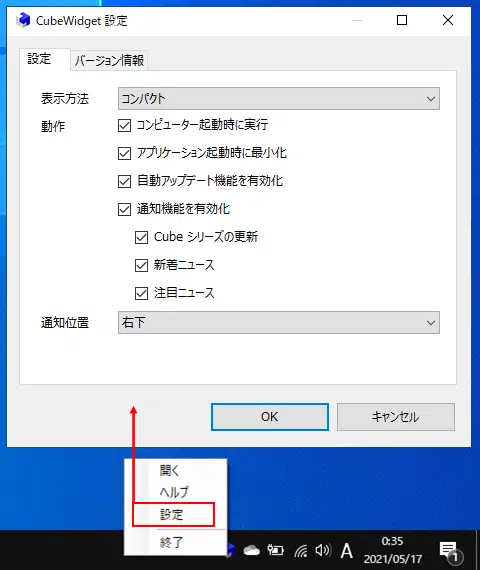 CubeWidget 設定
設定
バージョン情報
表示方法
コンパクト
動作
コンピューター起動時に実行
アプリケーション起動時に最小化
自動アップデート機能を有効化
通知機能を有効化
Cube シリーズの更新
新着ニュース
注目ニュース
通知位置
右下
OK
キャンセル
開く
ヘルプ
設定
終了
A
0:35
2021/05/17
1